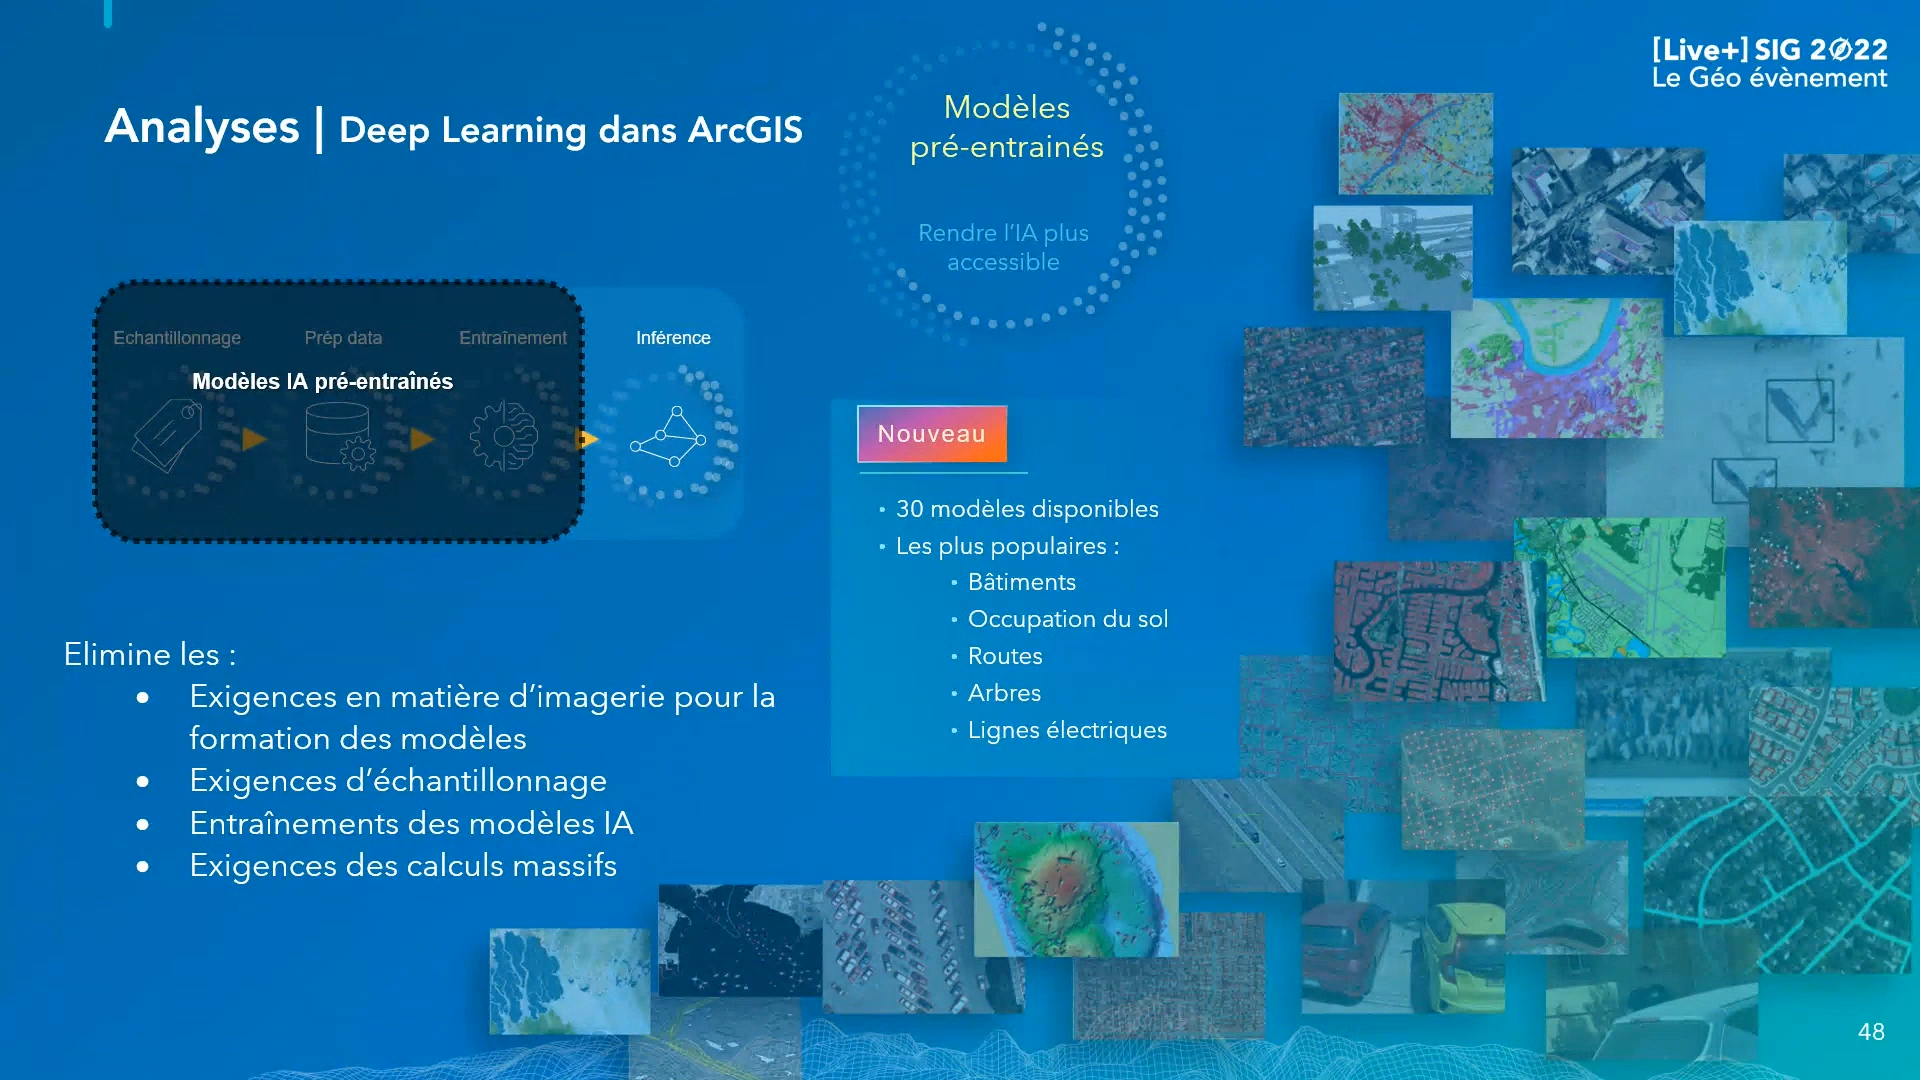 [Live+] SIG 2022
Le Géo évènement
Analyses | Deep Learning dans ArcGIS
Modèles
pré-entrainés
Rendre l'IA plus
accessible
Echantillonnage
Prép data
Entraînement
Inférence
Modèles IA pré-entraînés
Nouveau
• 30 modèles disponibles
• Les plus populaires :
• Bâtiments
• Occupation du sol
• Routes
• Arbres
• Lignes électriques
Elimine les :
• Exigences en matière d'imagerie pour la
formation des modèles
• Exigences d'échantillonnage
• Entraînements des modèles IA
• Exigences des calculs massifs
48